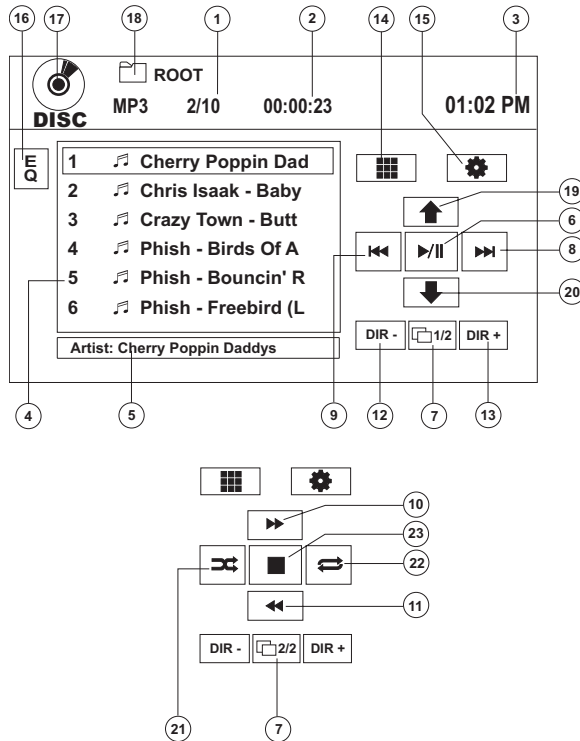 16 17 18 1 2 14 15 3
ROOT
MP3 2/10 00:00:23 01:02 PM
DISC
EQ
1 Cherry Poppin Dad
2 Chris Isaak - Baby
3 Crazy Town - Butt
4 Phish - Birds Of A
5 Phish - Bouncin' R
6 Phish - Freebird (L
19
6
8
20
DIR - 1/2 DIR +
Artist: Cherry Poppin Daddys
4 5 9 12 7 13
10
23
22
11
DIR - 2/2 DIR +
21 7